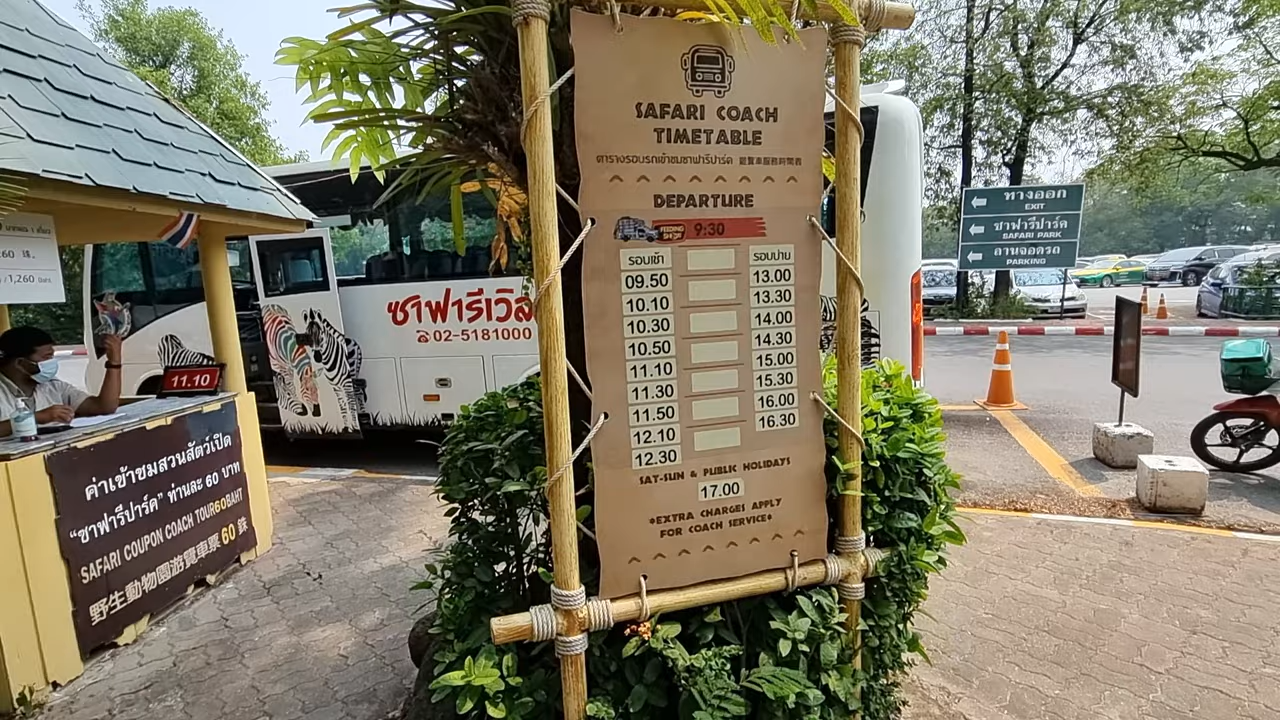 SAFARI COACH
TIMETABLE
ตารางรอบรถเข้าชมซาฟารีปาร์ค
DEPARTURE
FEEDING
SHOW
9:30
รอบเช้า
09.50
10.10
10.30
10.50
11.10
11.30
11.50
12.10
12.30
รอบบ่าย
13.00
13.30
14.00
14.30
15.00
15.30
16.00
16.30
SAT-SUN & PUBLIC HOLIDAYS
17.00
*EXTRA CHARGES APPLY
FOR COACH SERVICE*
ซาฟารีเวิล
02-5181000
11.10
ค่าเข้าชมสวนสัตว์เปิด
"ซาฟารีปาร์ค" ท่านละ 60 บาท
SAFARI COUPON COACH TOUR60BAHT
野生動物園游覽車票60銖
1,260
ทางออก
EXIT
ซาฟารีปาร์ค
SAFARI PARK
ลานจอดรถ
PARKING